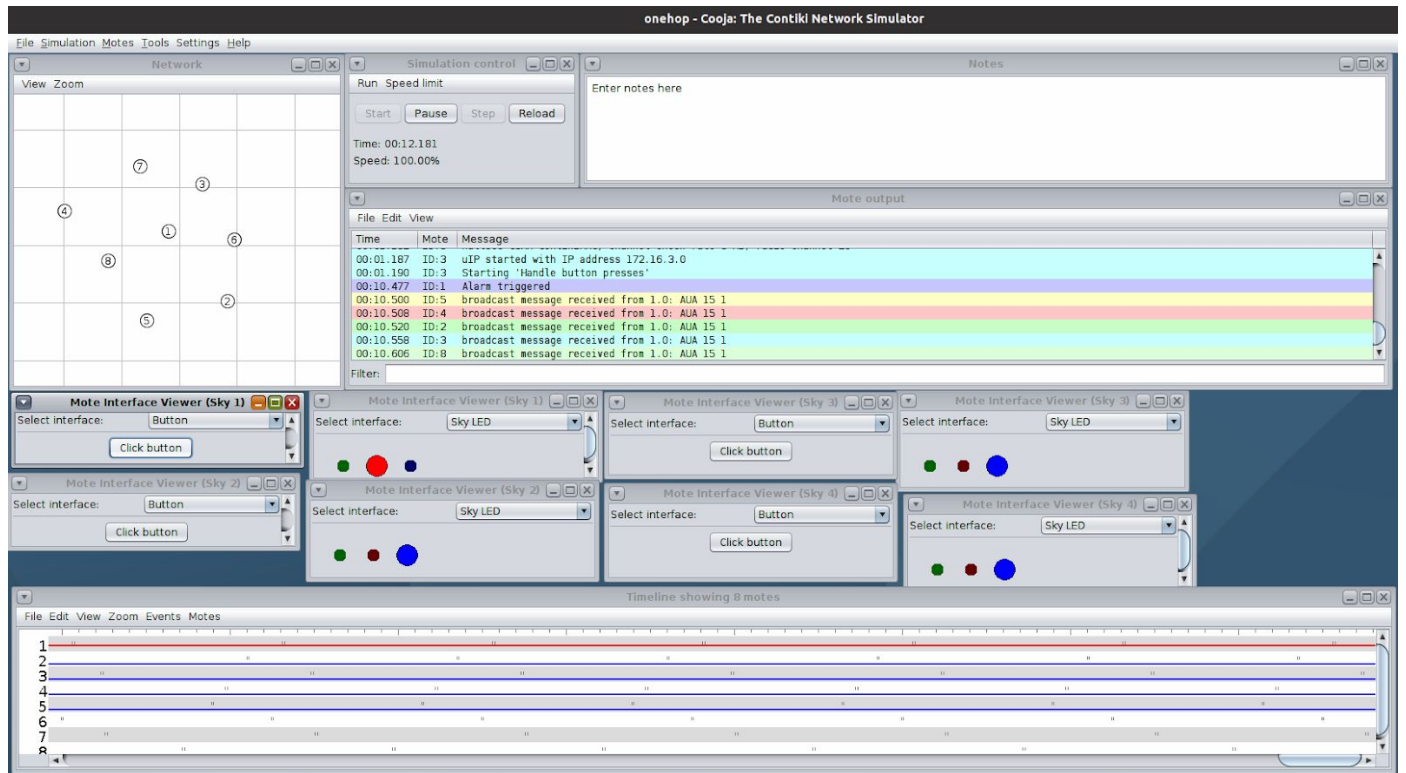 onehop - Cooja: The Contiki Network Simulator
File Simulation Motes Tools Settings Help
Network
View Zoom
7
3
4
1
6
8
2
5
Simulation control
Run Speed limit
Start Pause Step Reload
Time: 00:12.181
Speed: 100.00%
Notes
Enter notes here
Mote output
File Edit View
Time Mote Message
00:01.187 ID:3 uIP started with IP address 172.16.3.0
00:01.190 ID:3 Starting 'Handle button presses'
00:10.477 ID:1 Alarm triggered
00:10.500 ID:5 broadcast message received from 1.0: AUA 15 1
00:10.508 ID:4 broadcast message received from 1.0: AUA 15 1
00:10.520 ID:2 broadcast message received from 1.0: AUA 15 1
00:10.558 ID:3 broadcast message received from 1.0: AUA 15 1
00:10.606 ID:8 broadcast message received from 1.0: AUA 15 1
Filter:
Mote Interface Viewer (Sky 1)
Select interface: Button
Click button
Mote Interface Viewer (Sky 1)
Select interface: Sky LED
Mote Interface Viewer (Sky 3)
Select interface: Button
Click button
Mote Interface Viewer (Sky 3)
Select interface: Sky LED
Mote Interface Viewer (Sky 2)
Select interface: Button
Click button
Mote Interface Viewer (Sky 2)
Select interface: Sky LED
Mote Interface Viewer (Sky 4)
Select interface: Button
Click button
Mote Interface Viewer (Sky 4)
Select interface: Sky LED
Timeline showing 8 motes
File Edit View Zoom Events Motes
1
2
3
4
5
6
7
8